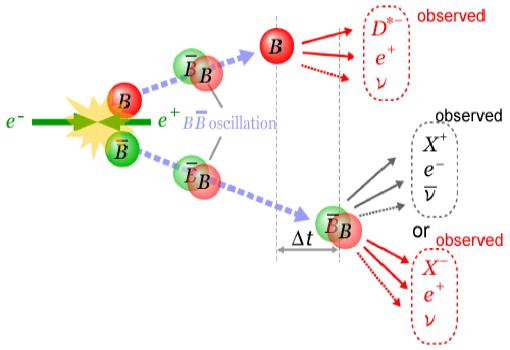 observed
D*−
e+
ν
B
B̅ B
B
e− e+ B B̅ oscillation
B̅
observed
X+
e−
ν̅
B̅ B
B̅ B
Δt
or
observed
X−
e+
ν